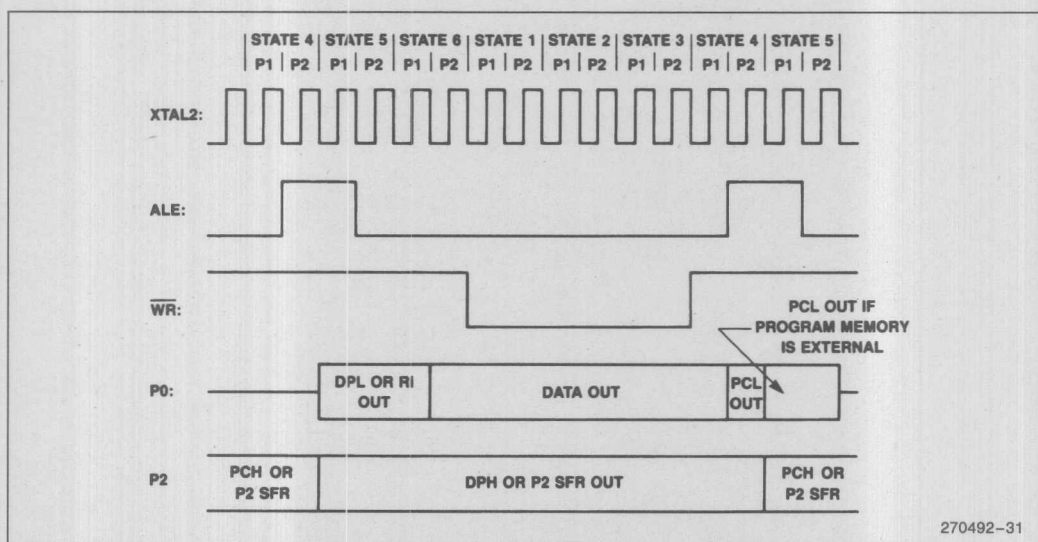 STATE 4 STATE 5 STATE 6 STATE 1 STATE 2 STATE 3 STATE 4 STATE 5
P1 P2 P1 P2 P1 P2 P1 P2 P1 P2 P1 P2 P1 P2 P1 P2
XTAL2:
ALE:
WR:
PCL OUT IF
PROGRAM MEMORY
IS EXTERNAL
P0:
DPL OR RI
OUT
DATA OUT
PCL
OUT
P2
PCH OR
P2 SFR
DPH OR P2 SFR OUT
PCH OR
P2 SFR
270492-31